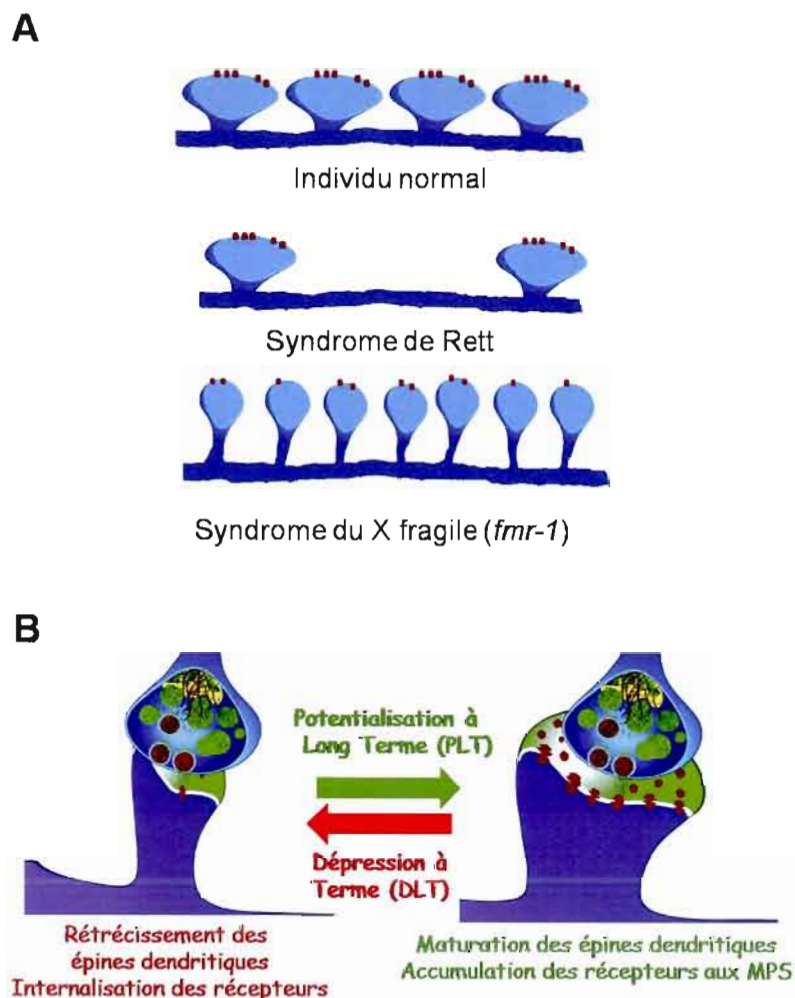 A
Individu normal
Syndrome de Rett
Syndrome du X fragile (fmr-1)
B
Potentialisation à
Long Terme (PLT)
Dépression à
Terme (DLT)
Rétrécissement des
épines dendritiques
Internalisation des récepteurs
Maturation des épines dendritiques
Accumulation des récepteurs aux MPS